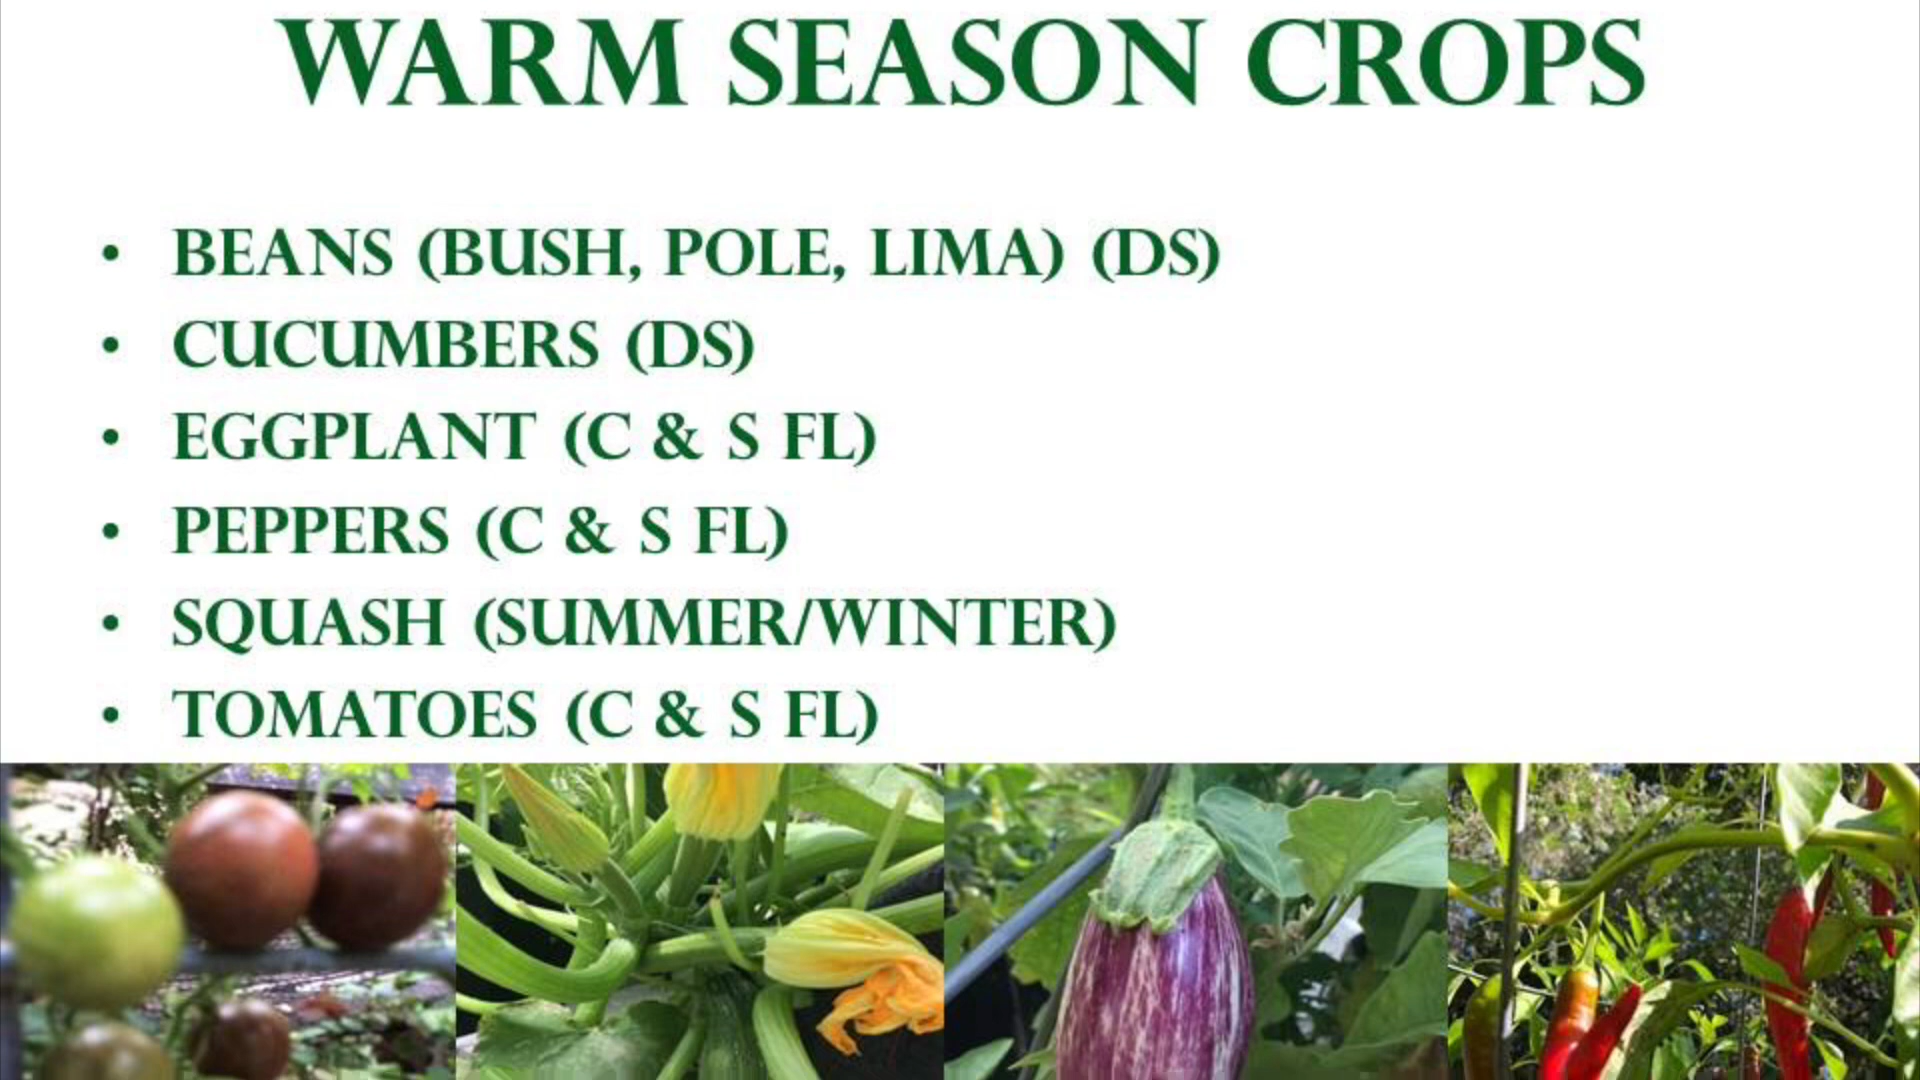 WARM SEASON CROPS
• BEANS (BUSH, POLE, LIMA) (DS)
• CUCUMBERS (DS)
• EGGPLANT (C & S FL)
• PEPPERS (C & S FL)
• SQUASH (SUMMER/WINTER)
• TOMATOES (C & S FL)